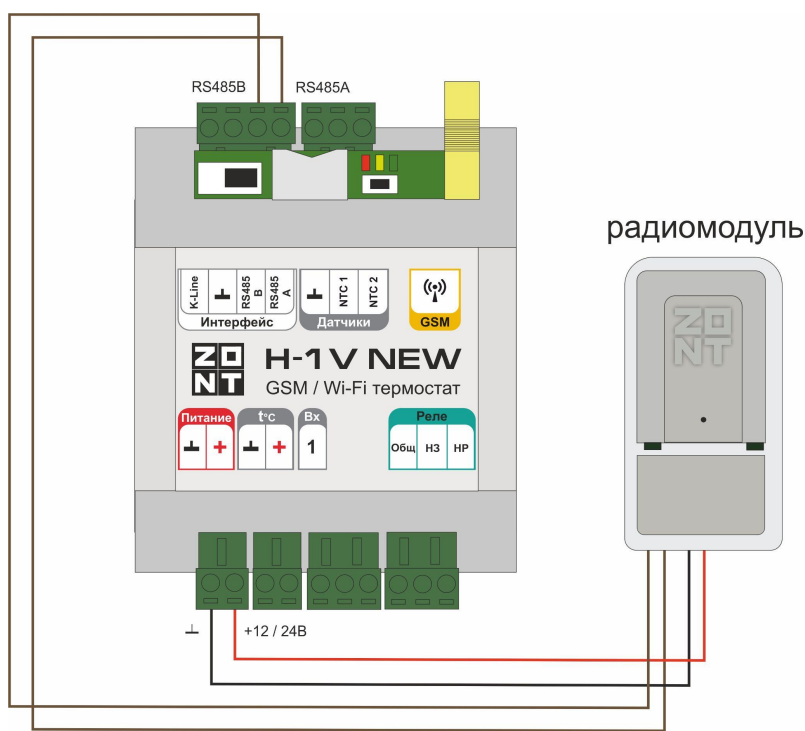 RS485B RS485A
радиомодуль
K-Line
RS485 B
RS485 A
NTC 1
NTC 2
Интерфейс
Датчики
GSM
ZONT
H-1V NEW
GSM / Wi-Fi термостат
ZONT
Питание
t°C
Вх
Реле
+
+
1
Общ
НЗ
НР
+12 / 24В